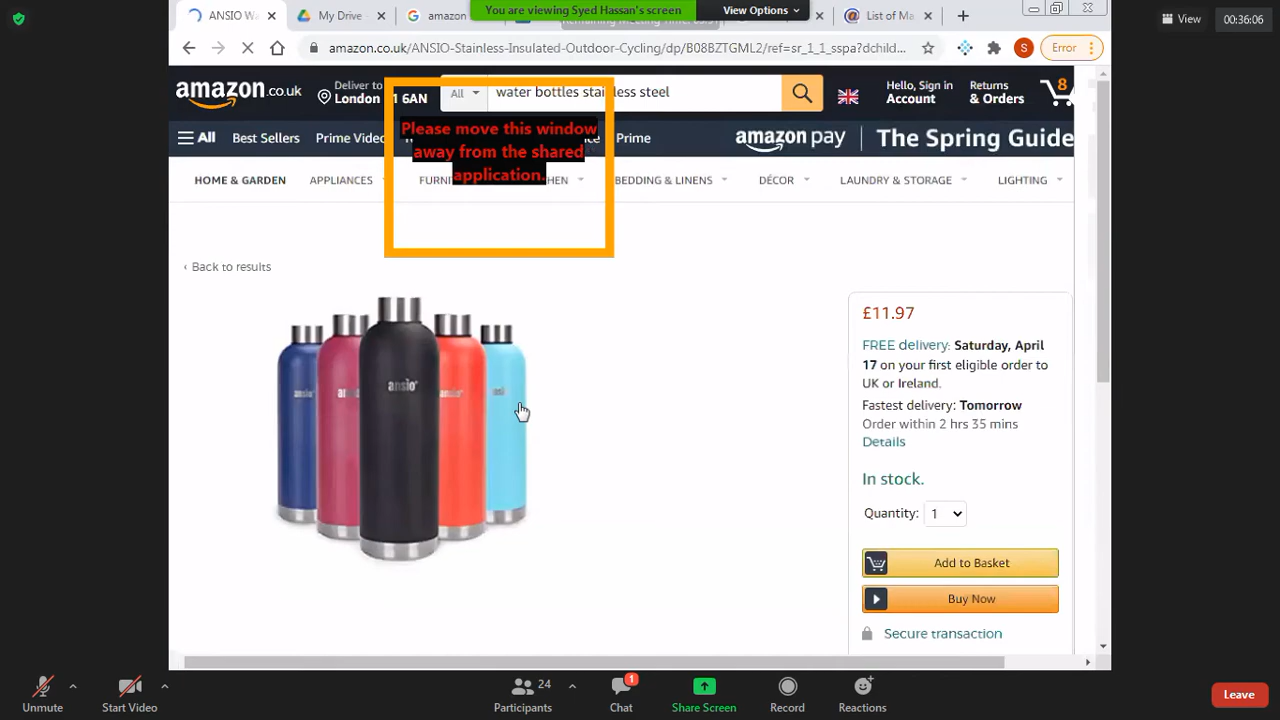 You are viewing Syed Hassan's screen
View Options
View
00:36:06
ANSIO Wa
My Drive
amazon
List of Ma
amazon.co.uk/ANSIO-Stainless-Insulated-Outdoor-Cycling/dp/B08BZTGML2/ref=sr_1_1_sspa?dchild...
S
Error
amazon.co.uk
Deliver to
London
1 6AN
All
water bottles stainless steel
Hello, Sign in
Account
Returns
& Orders
8
All
Best Sellers
Prime Video
Prime
amazon pay
The Spring Guide
Please move this window
away from the shared
application.
HOME & GARDEN
APPLIANCES
FURNI
HEN
BEDDING & LINENS
DÉCOR
LAUNDRY & STORAGE
LIGHTING
‹ Back to results
ansio
£11.97
FREE delivery: Saturday, April
17 on your first eligible order to
UK or Ireland.
Fastest delivery: Tomorrow
Order within 2 hrs 35 mins
Details
In stock.
Quantity: 1
Add to Basket
Buy Now
Secure transaction
Unmute
Start Video
24
Participants
1
Chat
Share Screen
Record
Reactions
Leave